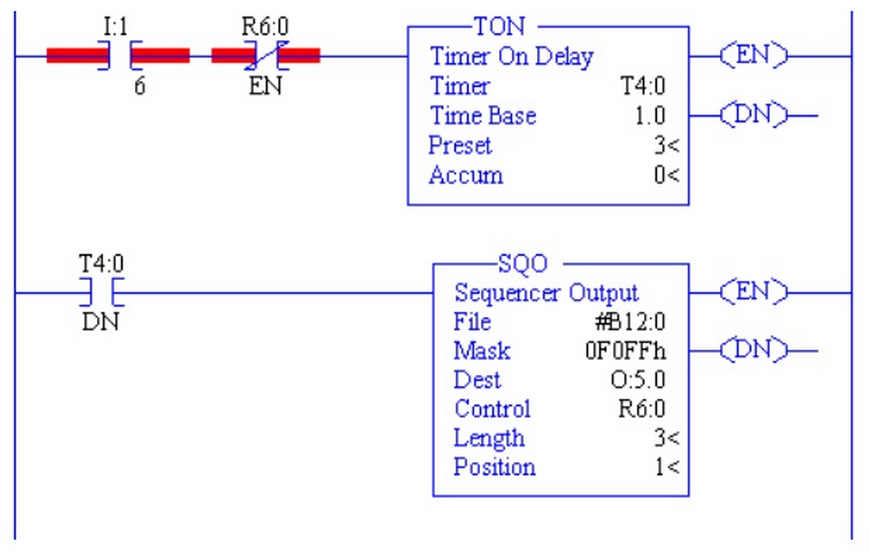 I:1 R6:0 TON
Timer On Delay EN
6 EN Timer T4:0
Time Base 1.0 DN
Preset 3<
Accum 0<
T4:0 SQO
Sequencer Output EN
DN File #B12:0
Mask 0F0FFh DN
Dest O:5.0
Control R6:0
Length 3<
Position 1<